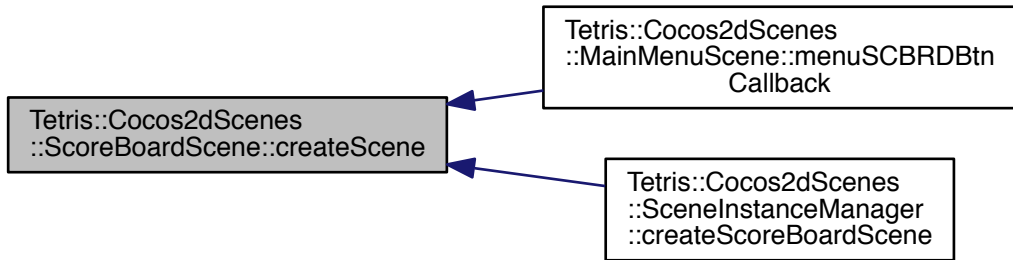 Tetris::Cocos2dScenes
::ScoreBoardScene::createScene
Tetris::Cocos2dScenes
::MainMenuScene::menuSCBRDBtn
Callback
Tetris::Cocos2dScenes
::SceneInstanceManager
::createScoreBoardScene